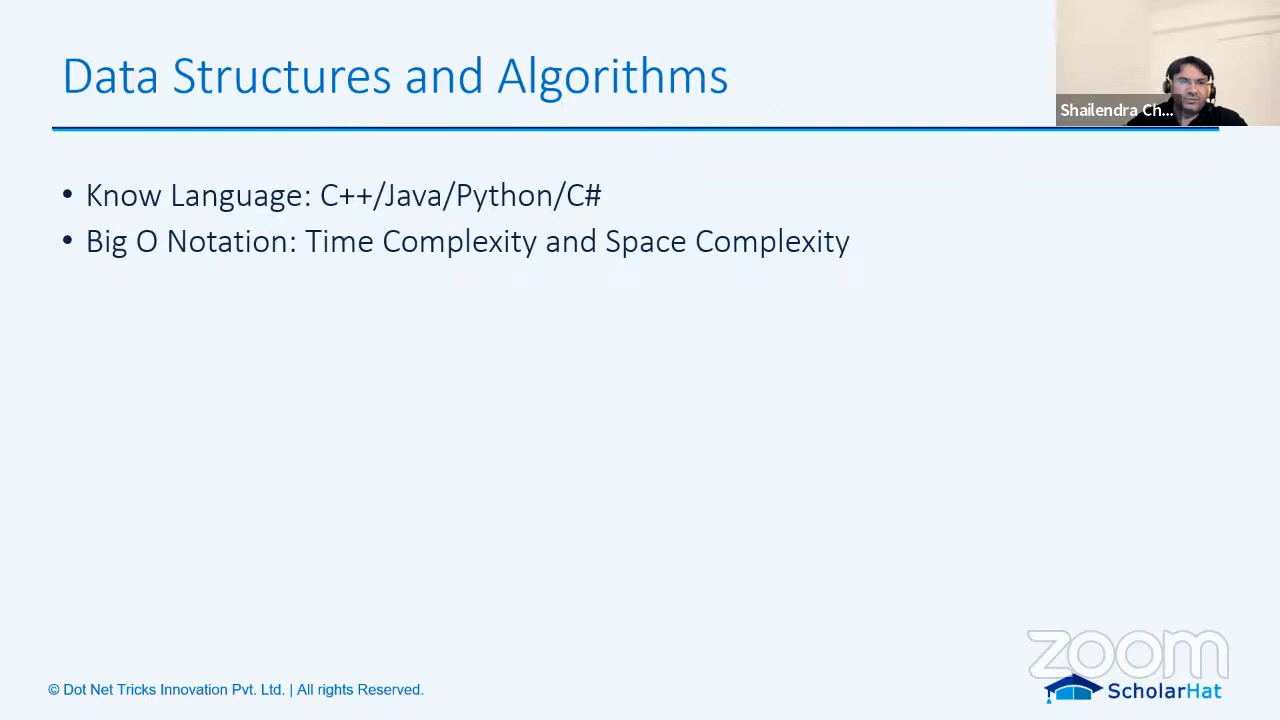 Data Structures and Algorithms
Shailendra Ch...
• Know Language: C++/Java/Python/C#
• Big O Notation: Time Complexity and Space Complexity
zoom
© Dot Net Tricks Innovation Pvt. Ltd. | All rights Reserved.
ScholarHat